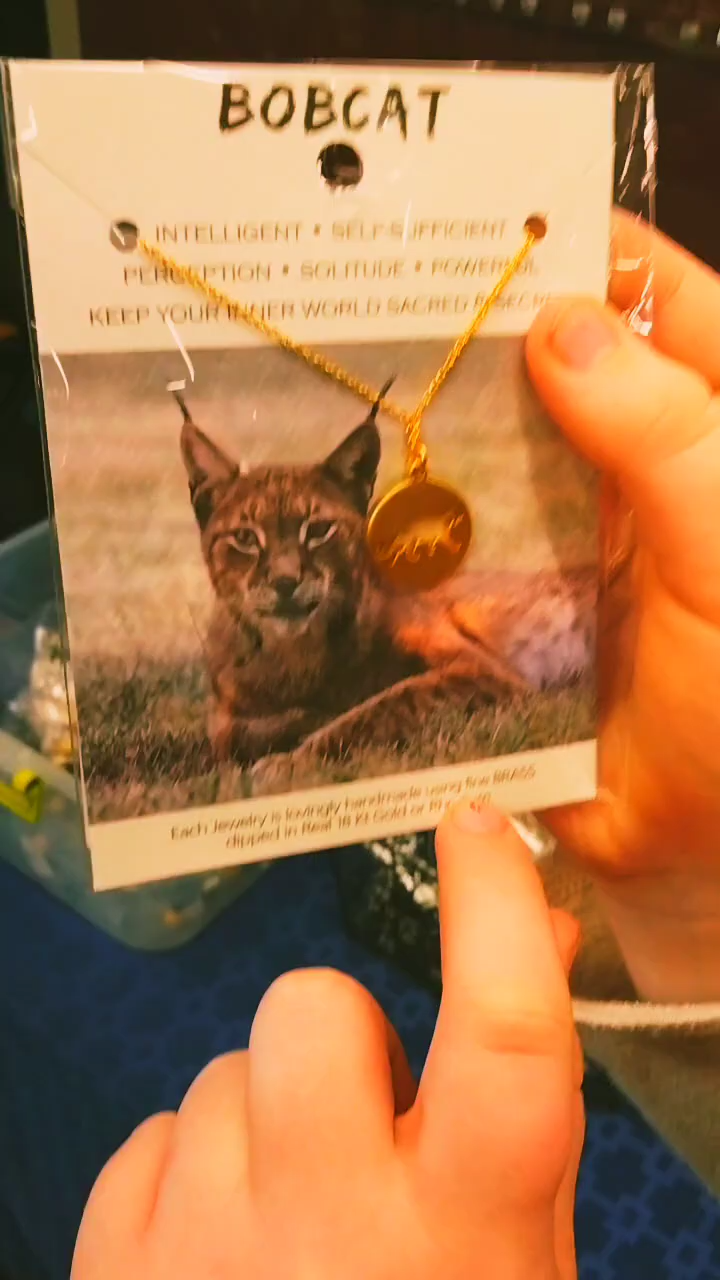 BOBCAT
INTELLIGENT • SELF-SUFFICIENT
PERCEPTION • SOLITUDE • POWERFUL
KEEP YOUR INNER WORLD SACRED &
Each Jewelry is lovingly handmade using fine BRASS
dipped in Real 18 Kt Gold or